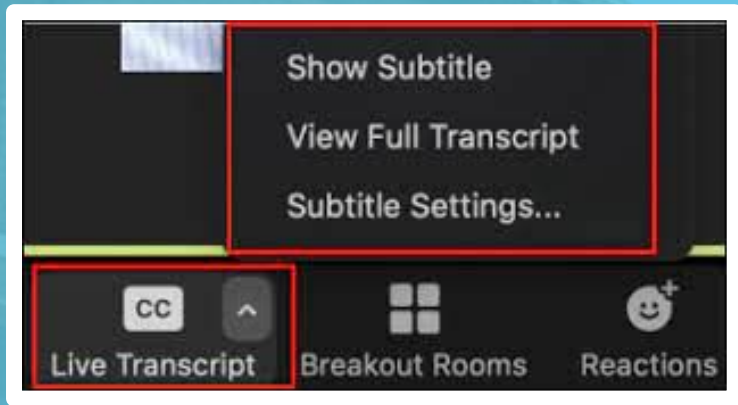 Show Subtitle
View Full Transcript
Subtitle Settings...
CC
Live Transcript
Breakout Rooms
Reactions